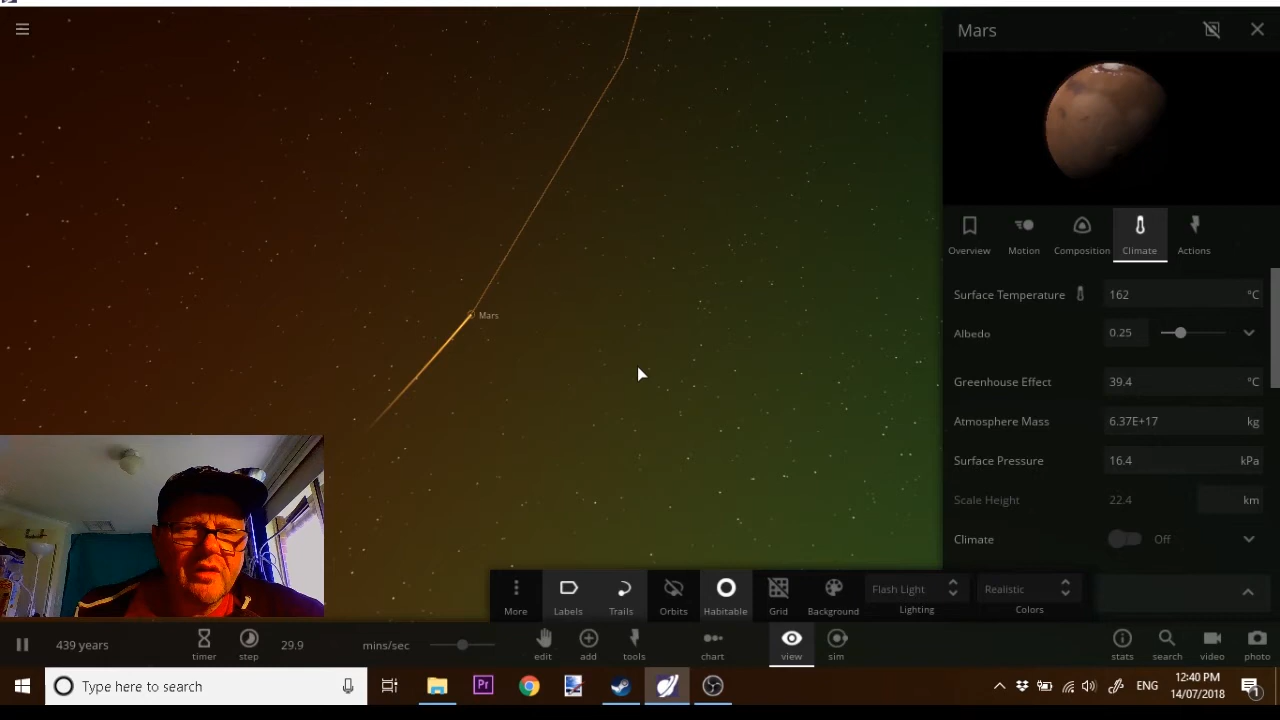 Mars
Overview
Motion
Composition
Climate
Actions
Surface Temperature 162 °C
Albedo 0.25
Greenhouse Effect 39.4 °C
Atmosphere Mass 6.37E+17 kg
Surface Pressure 16.4 kPa
Scale Height 22.4 km
Climate Off
Mars
More
Labels
Trails
Orbits
Habitable
Grid
Background
Flash Light
Lighting
Realistic
Colors
439 years
timer
step
29.9 mins/sec
edit
add
tools
chart
view
sim
stats
search
video
photo
Type here to search
Pr
ENG
12:40 PM
14/07/2018
1